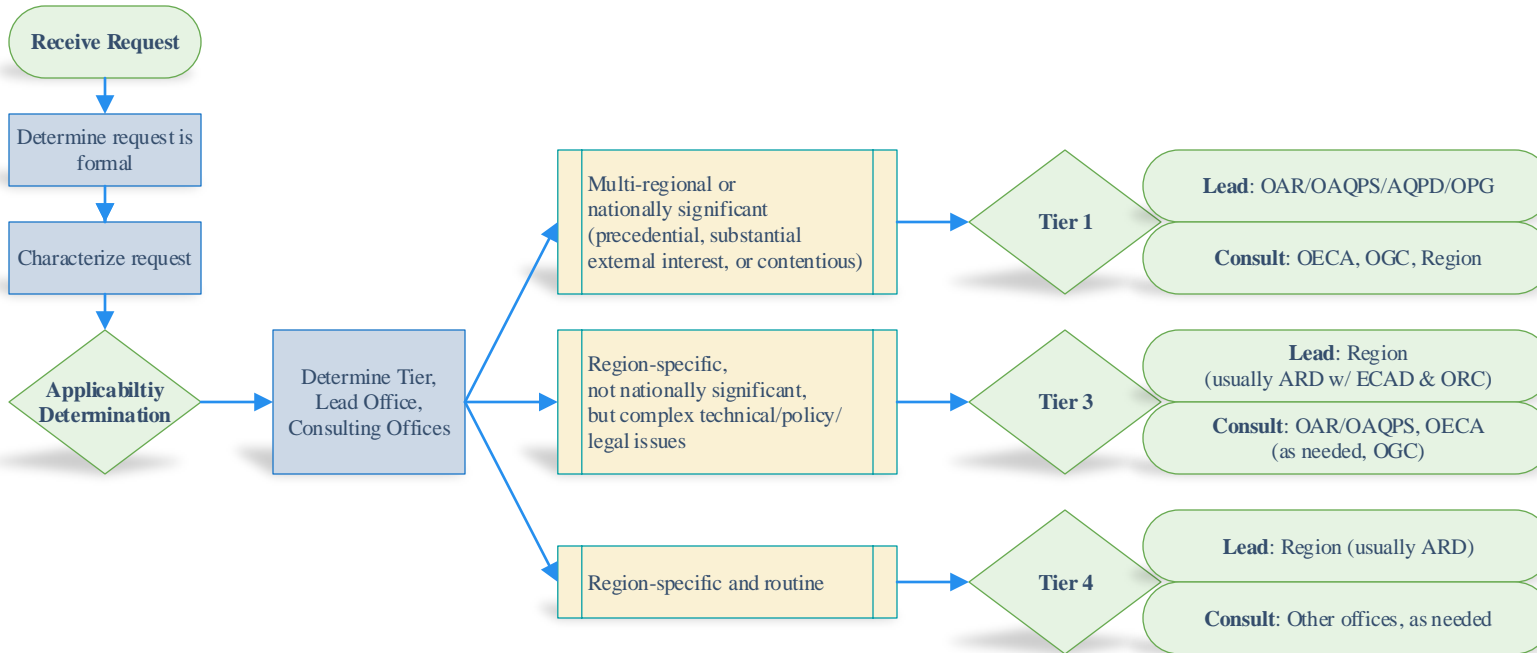 Receive Request
Determine request is
formal
Characterize request
Applicabiltiy
Determination
Determine Tier,
Lead Office,
Consulting Offices
Multi-regional or
nationally significant
(precedential, substantial
external interest, or contentious)
Tier 1
Lead: OAR/OAQPS/AQPD/OPG
Consult: OECA, OGC, Region
Region-specific,
not nationally significant,
but complex technical/policy/
legal issues
Tier 3
Lead: Region
(usually ARD w/ ECAD & ORC)
Consult: OAR/OAQPS, OECA
(as needed, OGC)
Region-specific and routine
Tier 4
Lead: Region (usually ARD)
Consult: Other offices, as needed